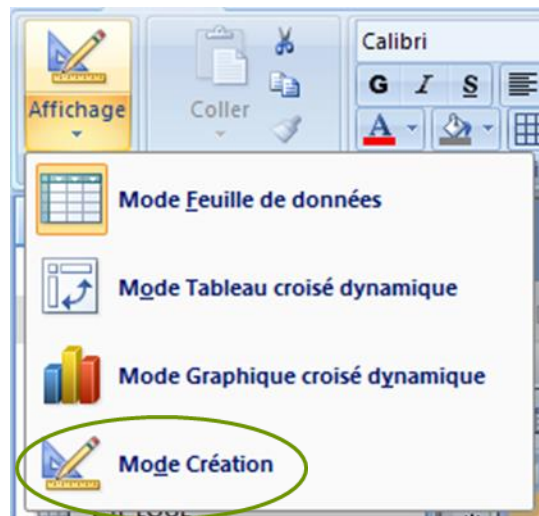 Calibri
G I S
Affichage
Coller
A
Mode Feuille de données
Mode Tableau croisé dynamique
Mode Graphique croisé dynamique
Mode Création